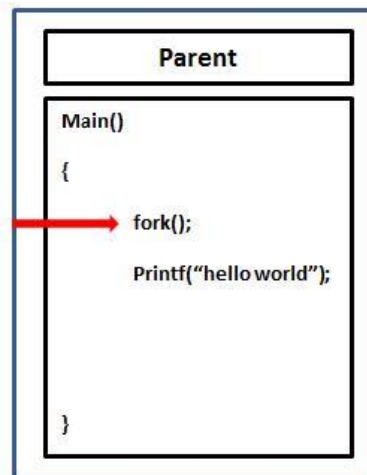 Parent
Main()
{
fork();
Printf(“hello world”);
}